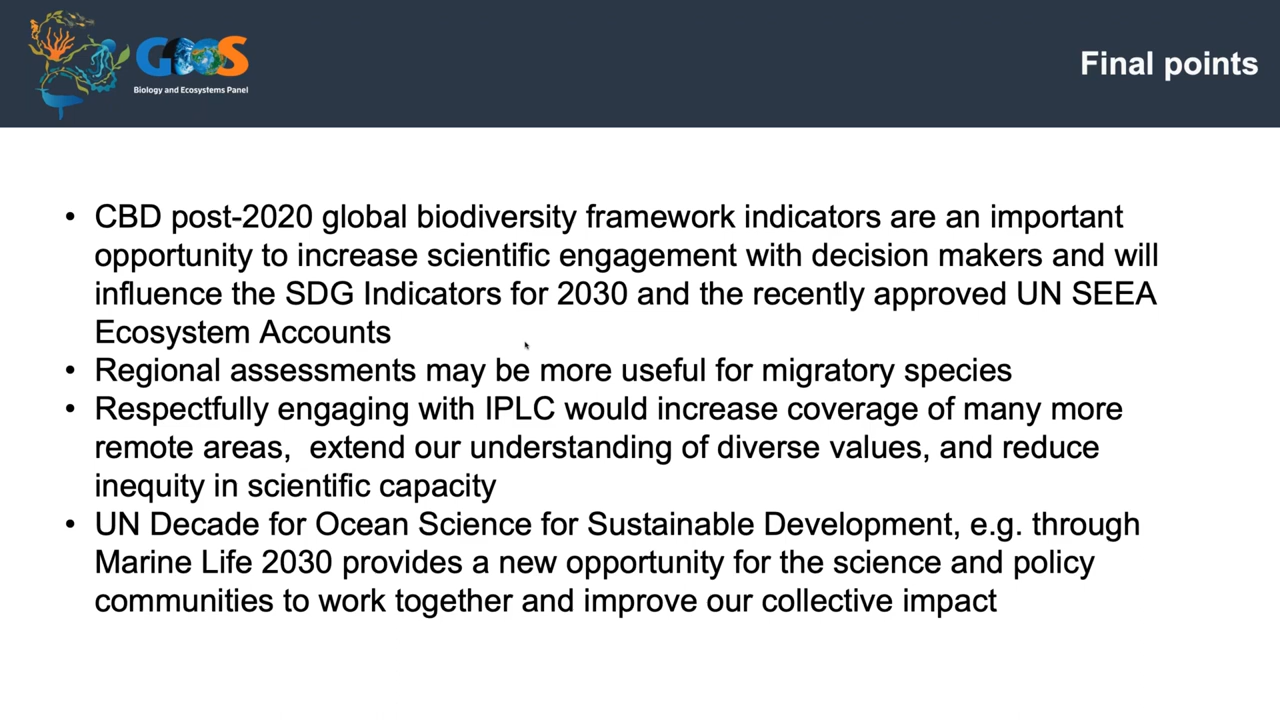 GOOS
Biology and Ecosystems Panel
Final points
• CBD post-2020 global biodiversity framework indicators are an important
opportunity to increase scientific engagement with decision makers and will
influence the SDG Indicators for 2030 and the recently approved UN SEEA
Ecosystem Accounts
• Regional assessments may be more useful for migratory species
• Respectfully engaging with IPLC would increase coverage of many more
remote areas,  extend our understanding of diverse values, and reduce
inequity in scientific capacity
• UN Decade for Ocean Science for Sustainable Development, e.g. through
Marine Life 2030 provides a new opportunity for the science and policy
communities to work together and improve our collective impact